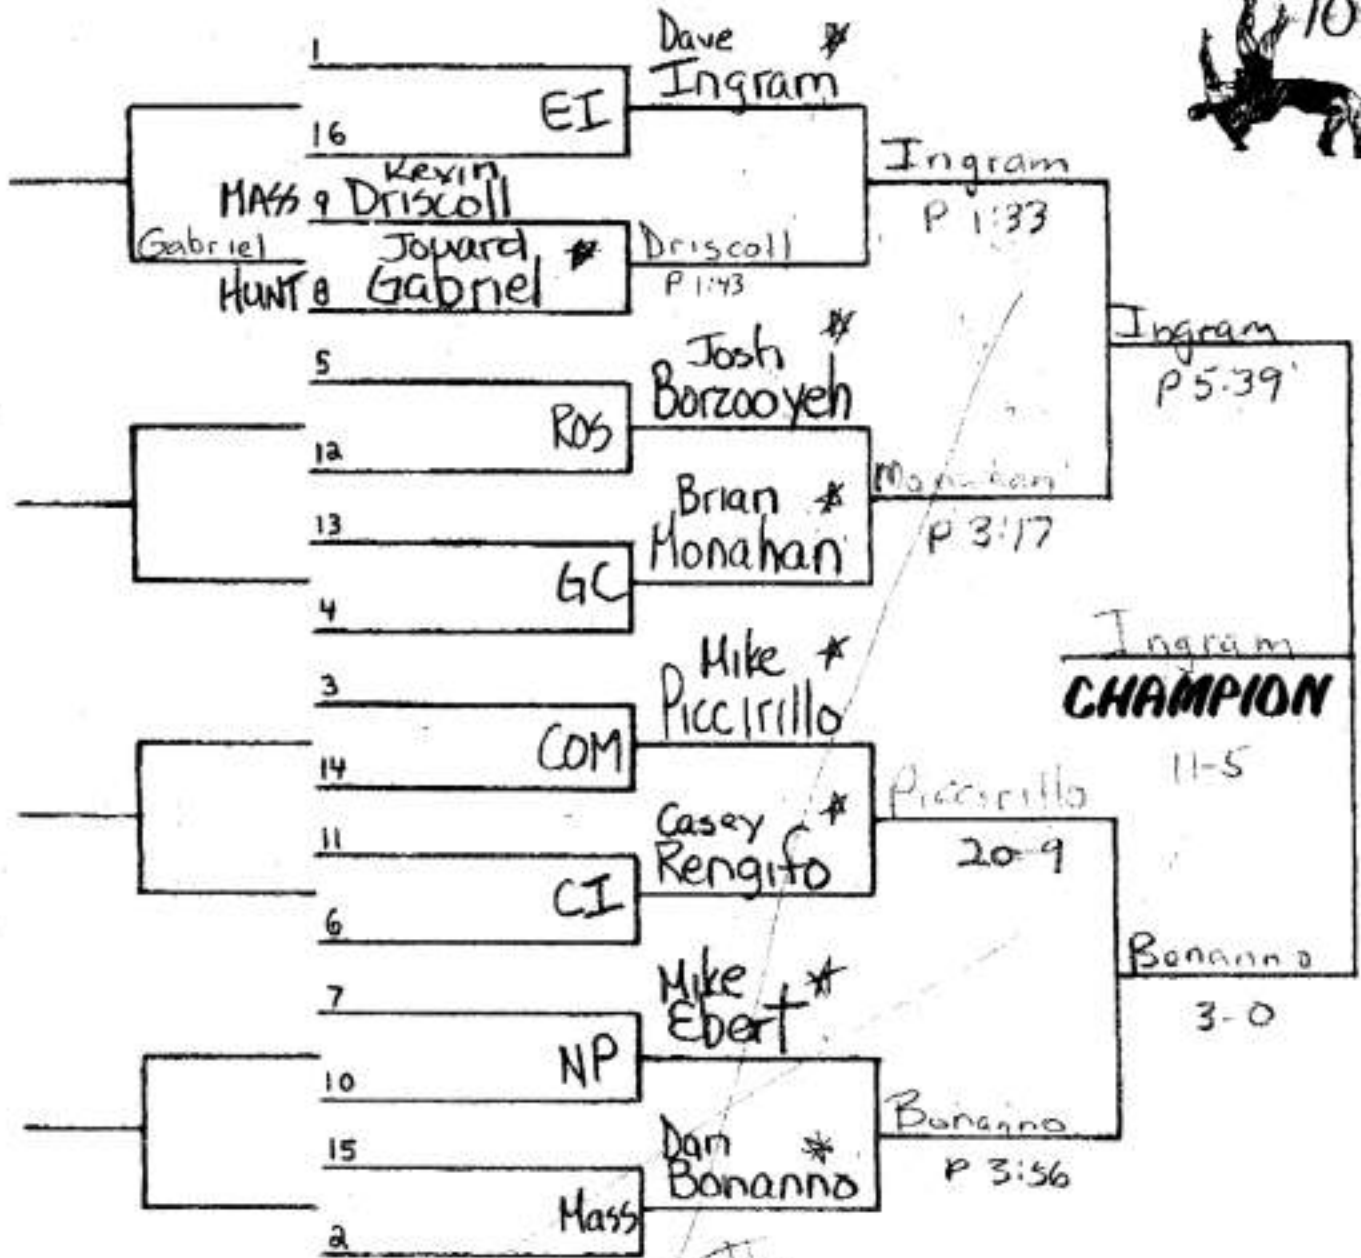 10
1
Dave *
Ingram
EI
16
Ingram
P 1:33
Kevin
MASS 9 Driscoll
Gabriel
Jovard *
HUNT 8 Gabriel
Driscoll
P 1:43
Ingram
P 5:39
5
Josh *
Borzooyeh
ROS
12
Monahan
P 3:17
13
Brian *
Monahan
GC
4
Ingram
CHAMPION
11-5
3
Mike *
Piccirillo
COM
14
Piccirillo
20-9
11
Casey *
Rengifo
CI
6
Bonanno
3-0
7
Mike *
Ebert
NP
10
Bonanno
P 3:56
15
Dan *
Bonanno
Mass
2